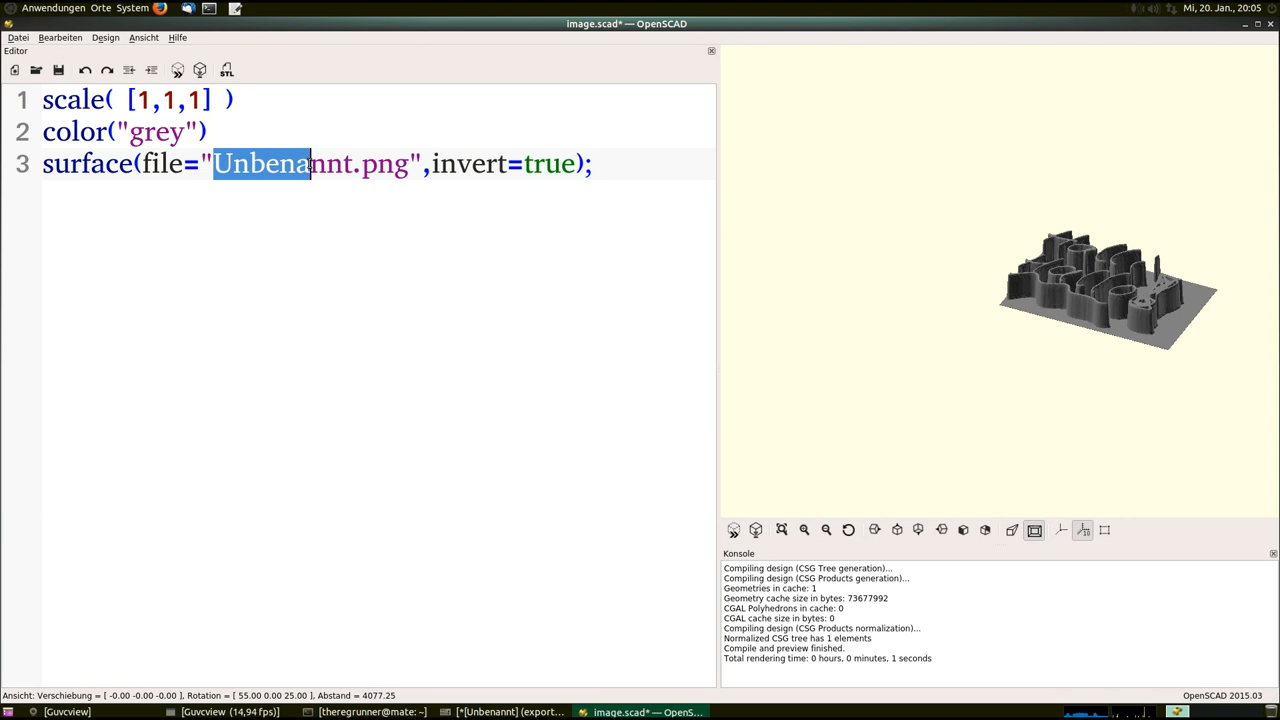 Anwendungen Orte System
Mi, 20. Jan., 20:05
image.scad* — OpenSCAD
Datei Bearbeiten Design Ansicht Hilfe
Editor
STL
1 scale( [1,1,1] )
2 color("grey")
3 surface(file="Unbenannt.png",invert=true);
10
Konsole
Compiling design (CSG Tree generation)...
Compiling design (CSG Products generation)...
Geometries in cache: 1
Geometry cache size in bytes: 73677992
CGAL Polyhedrons in cache: 0
CGAL cache size in bytes: 0
Compiling design (CSG Products normalization)...
Normalized CSG tree has 1 elements
Compile and preview finished.
Total rendering time: 0 hours, 0 minutes, 1 seconds
Ansicht: Verschiebung = [ -0.00 -0.00 -0.00 ], Rotation = [ 55.00 0.00 25.00 ], Abstand = 4077.25
OpenSCAD 2015.03
[Guvcview]
[Guvcview (14,94 fps)]
[theregrunner@mate: ~]
[*[Unbenannt] (export...
image.scad* — OpenS...